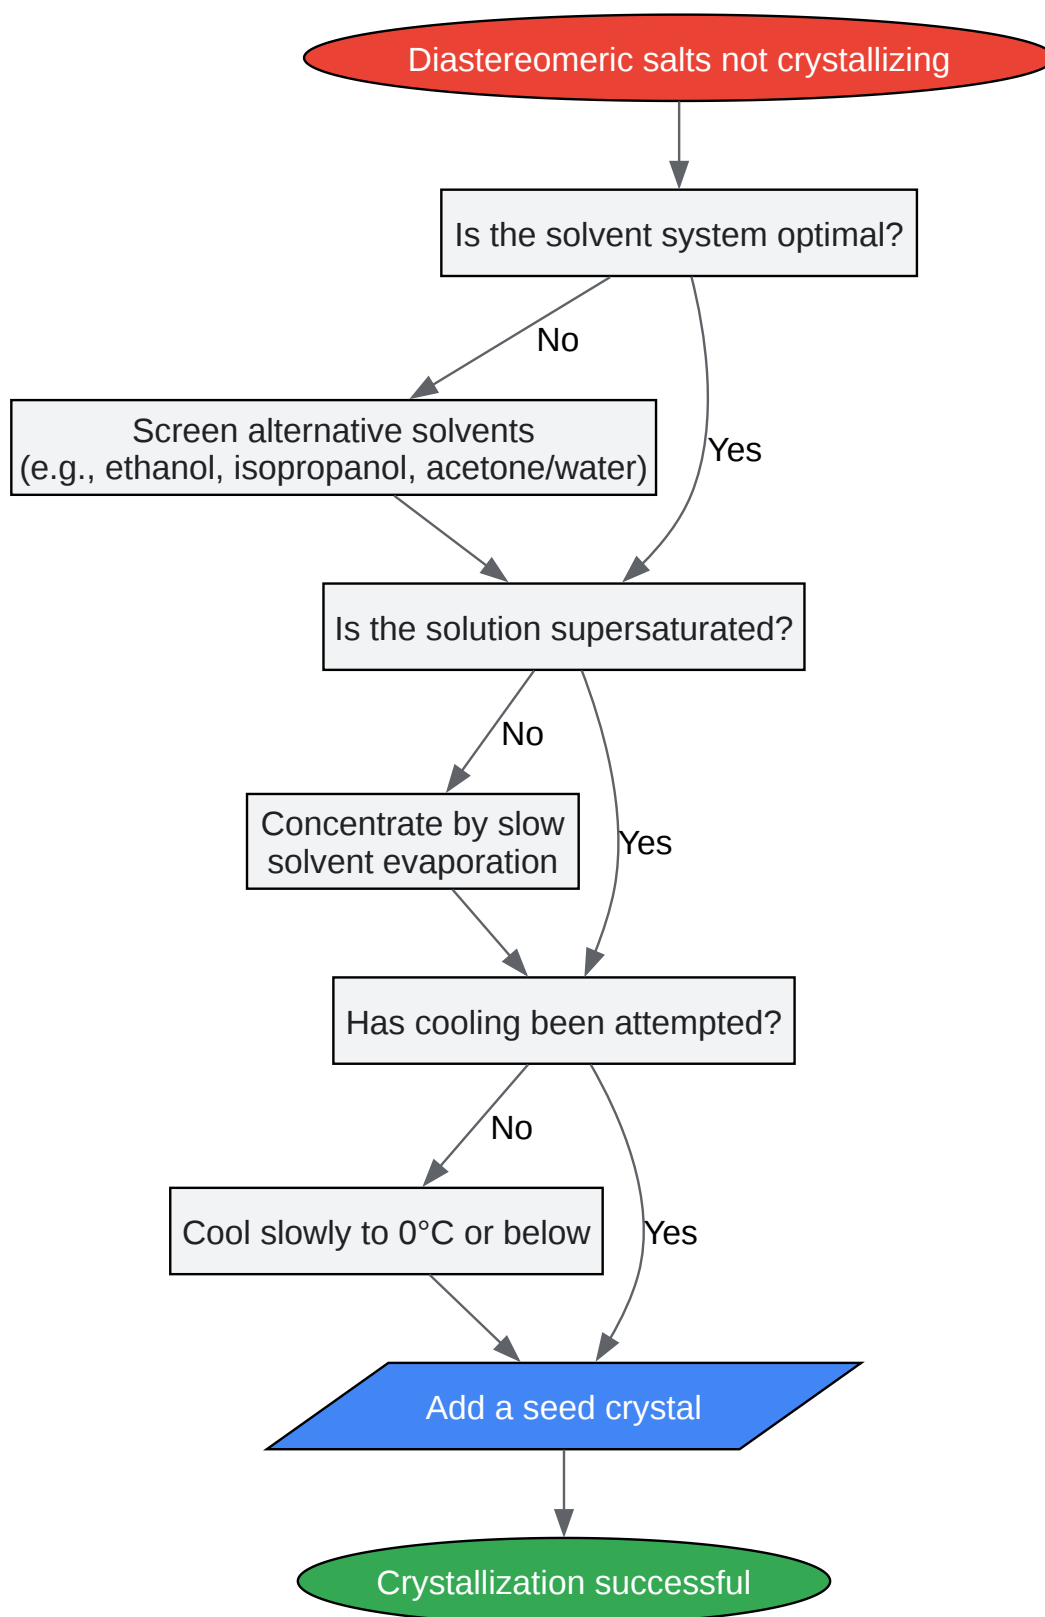 Diastereomeric salts not crystallizing
Is the solvent system optimal?
No
Screen alternative solvents
(e.g., ethanol, isopropanol, acetone/water)
Yes
Is the solution supersaturated?
No
Concentrate by slow
solvent evaporation
Yes
Has cooling been attempted?
No
Cool slowly to 0°C or below
Yes
Add a seed crystal
Crystallization successful